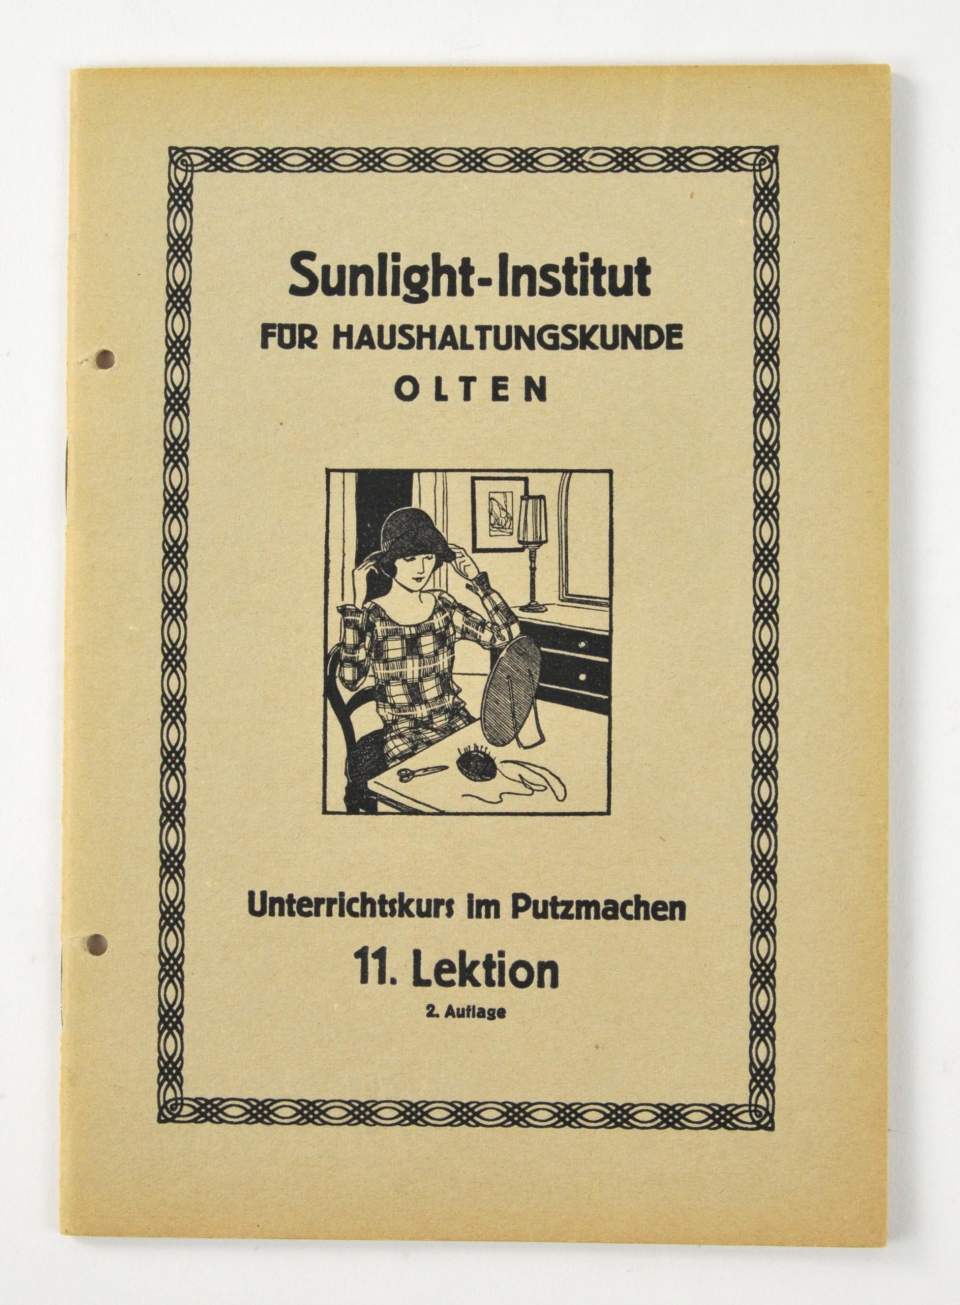 Sunlight-Institut
FÜR HAUSHALTUNGSKUNDE
OLTEN
Unterrichtskurs im Putzmachen
11. Lektion
2. Auflage